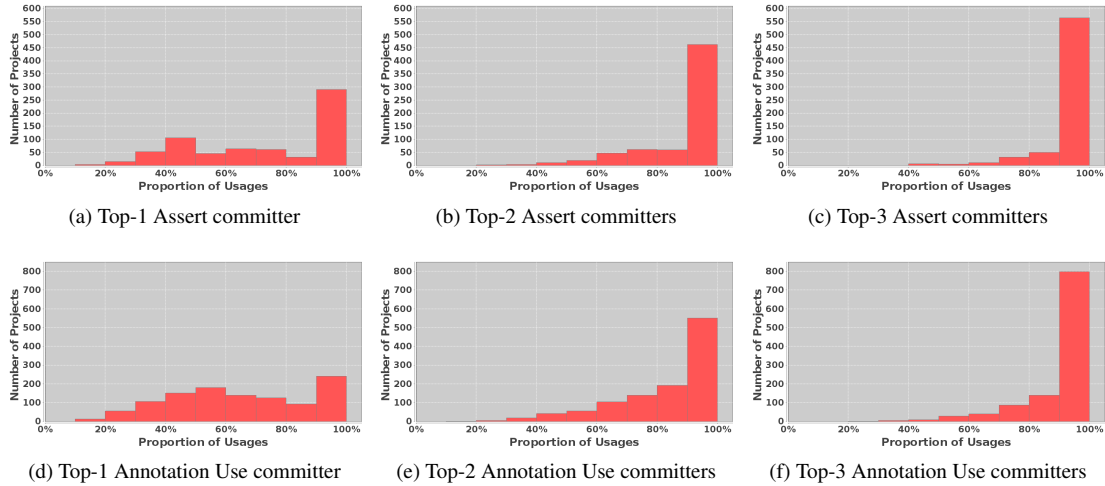 600
550
500
450
400
350
300
250
200
150
100
50
0
Number of Projects
0% 20% 40% 60% 80% 100%
Proportion of Usages
(a) Top-1 Assert committer
600
550
500
450
400
350
300
250
200
150
100
50
0
Number of Projects
0% 20% 40% 60% 80% 100%
Proportion of Usages
(b) Top-2 Assert committers
600
550
500
450
400
350
300
250
200
150
100
50
0
Number of Projects
0% 20% 40% 60% 80% 100%
Proportion of Usages
(c) Top-3 Assert committers
800
700
600
500
400
300
200
100
0
Number of Projects
0% 20% 40% 60% 80% 100%
Proportion of Usages
(d) Top-1 Annotation Use committer
800
700
600
500
400
300
200
100
0
Number of Projects
0% 20% 40% 60% 80% 100%
Proportion of Usages
(e) Top-2 Annotation Use committers
800
700
600
500
400
300
200
100
0
Number of Projects
0% 20% 40% 60% 80% 100%
Proportion of Usages
(f) Top-3 Annotation Use committers